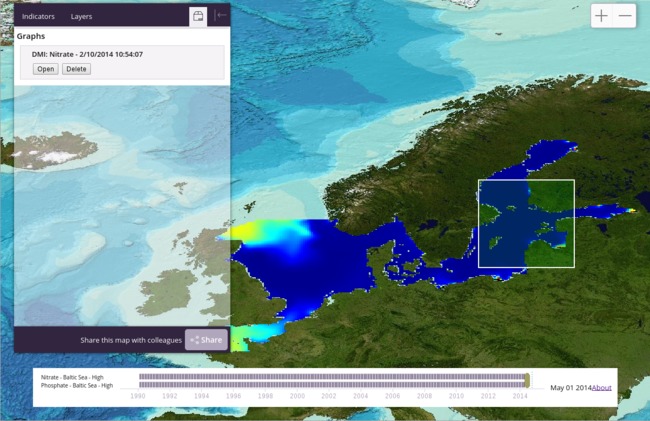 Indicators Layers
Graphs
DMI: Nitrate - 2/10/2014 10:54:07
Open Delete
Share this map with colleagues Share
Nitrate - Baltic Sea - High
Phosphate - Baltic Sea - High
1990 1992 1994 1996 1998 2000 2002 2004 2006 2008 2010 2012 2014
May 01 2014About